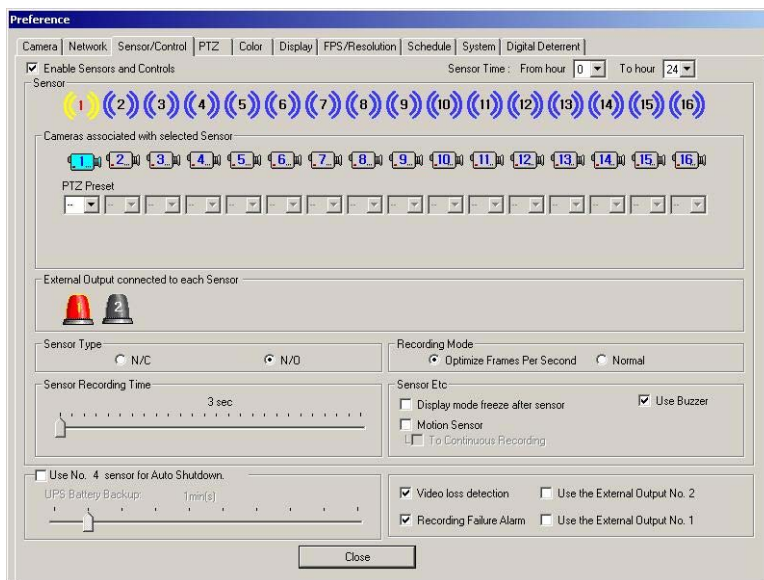 Preference
Camera Network Sensor/Control PTZ Color Display FPS/Resolution Schedule System Digital Deterrent
Enable Sensors and Controls Sensor Time : From hour 0 To hour 24
Sensor
1 2 3 4 5 6 7 8 9 10 11 12 13 14 15 16
Cameras associated with selected Sensor
1 2 3 4 5 6 7 8 9 10 11 12 13 14 15 16
PTZ Preset
-- -- -- -- -- -- -- -- -- -- -- -- -- -- -- --
External Output connected to each Sensor
1 2
Sensor Type Recording Mode
N/C N/O Optimize Frames Per Second Normal
Sensor Recording Time Sensor Etc
3 sec Display mode freeze after sensor Use Buzzer
Motion Sensor
To Continuous Recording
Use No. 4 sensor for Auto Shutdown.
UPS Battery Backup: 1min(s) Video loss detection Use the External Output No. 2
Recording Failure Alarm Use the External Output No. 1
Close